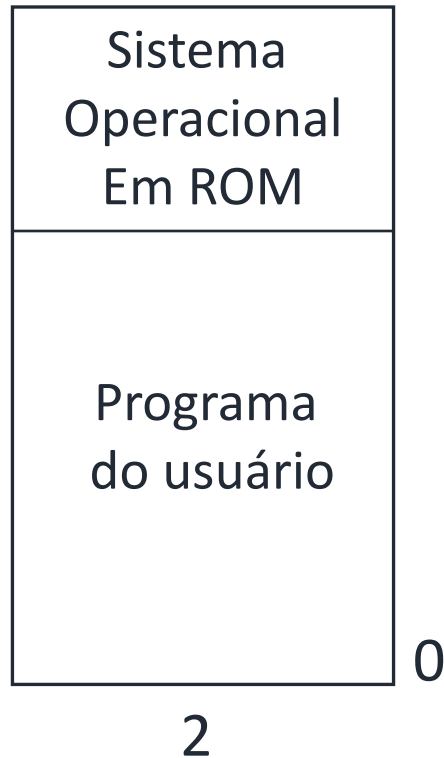 Sistema
Operacional
Em ROM
Programa
do usuário
0
2